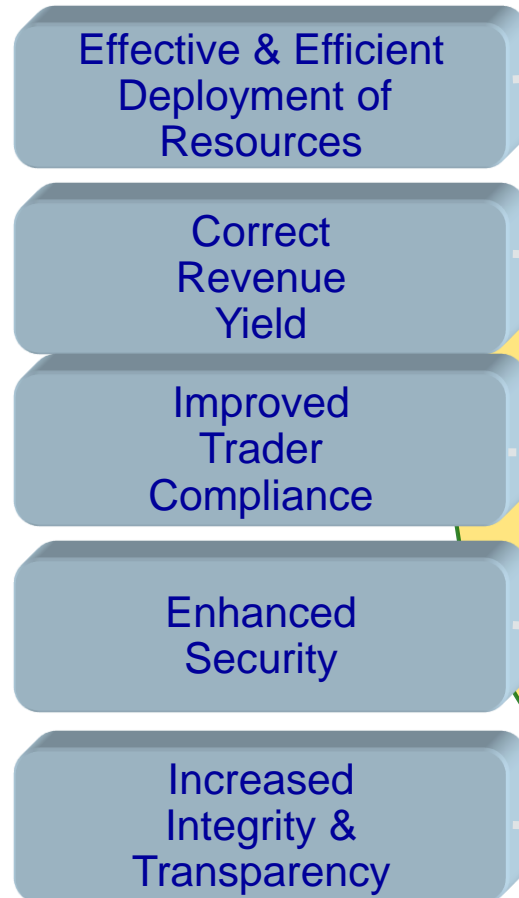 Effective & Efficient
Deployment of
Resources
Correct
Revenue
Yield
Improved
Trader
Compliance
Enhanced
Security
Increased
Integrity &
Transparency